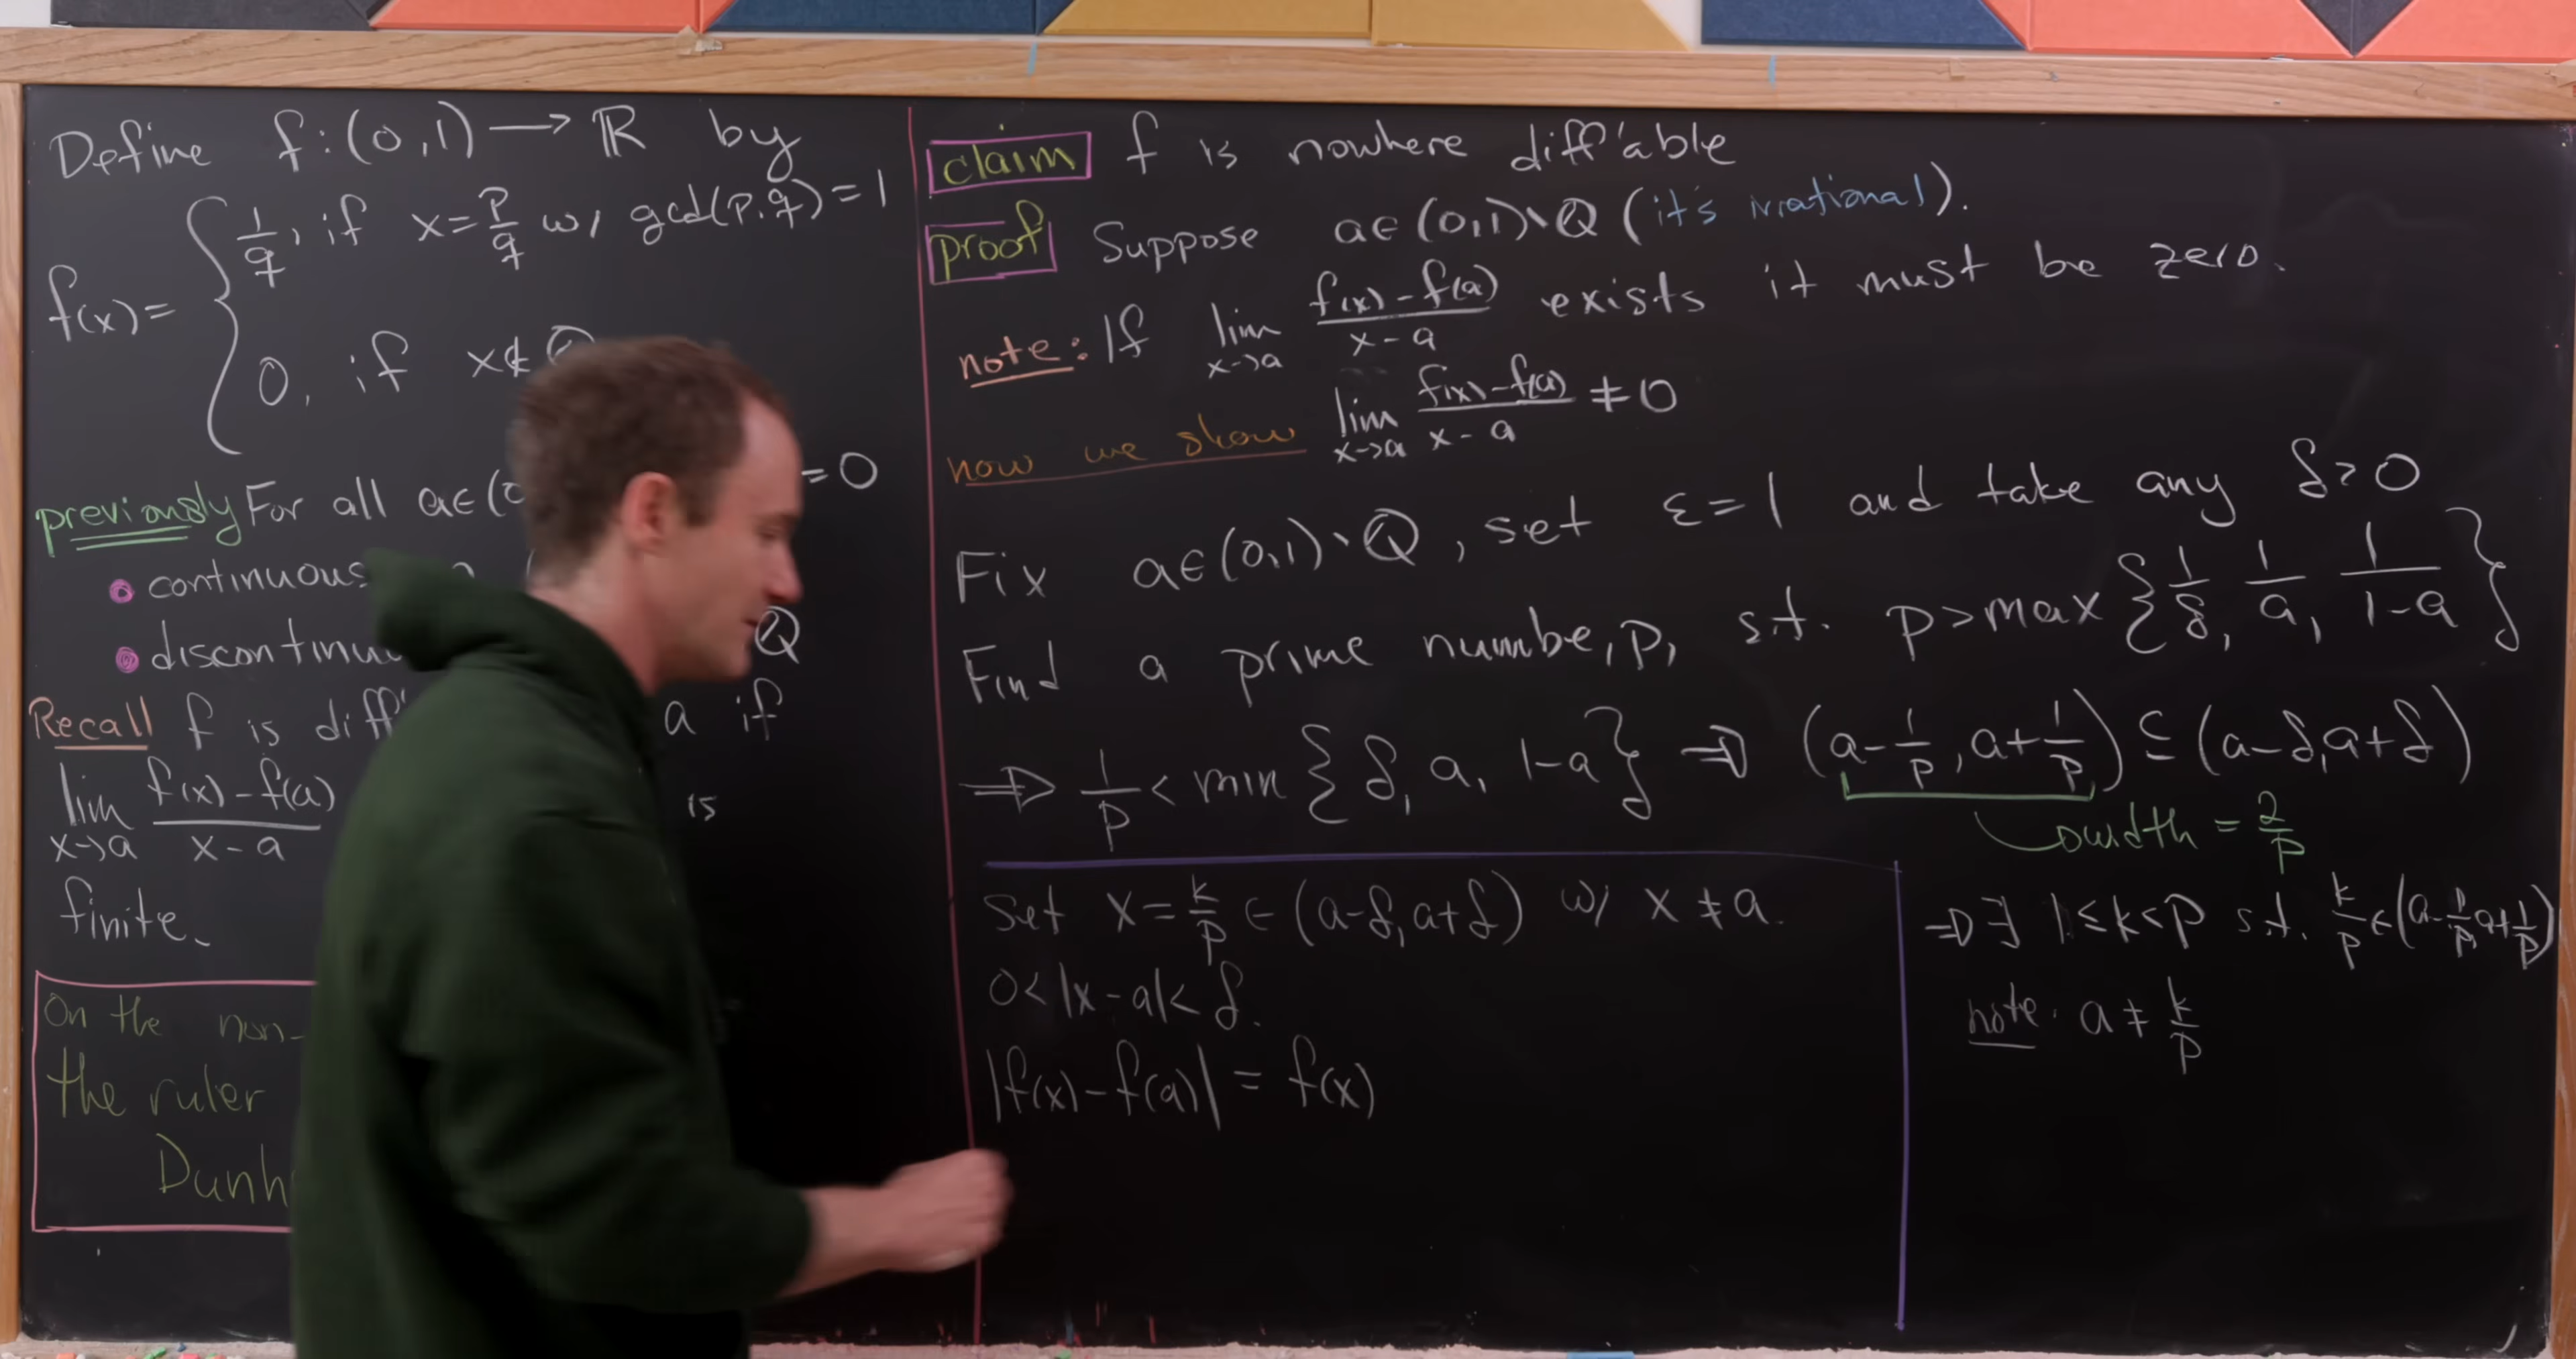 Define f:(0,1) → ℝ by
f(x) = { 1/q, if x = p/q w/ gcd(p,q) = 1
0, if x ∉
previously For all a ∈ (0 = 0
• continuous
• discontinu ℚ
Recall f is diff' a if
lim x→a f(x)-f(a) / x-a is
finite.
On the non-
the ruler
Dunh
claim f is nowhere diff'able
proof Suppose a ∈ (0,1)∖ℚ (it's irrational).
note: If lim x→a f(x)-f(a) / x-a exists it must be zero.
now we show lim x→a f(x)-f(a) / x-a ≠ 0
Fix a ∈ (0,1)∖ℚ, set ε = 1 and take any δ > 0
Find a prime numbe, p, s.t. p > max { 1/δ, 1/a, 1/1-a }
⇒ 1/p < min { δ, a, 1-a } ⇒ (a - 1/p, a + 1/p) ⊆ (a-δ, a+δ)
width = 2/p
Set x = k/p ∈ (a-δ, a+δ) w/ x ≠ a.
0 < |x-a| < δ.
|f(x) - f(a)| = f(x)
⇒ ∃ 1 ≤ k < p s.t. k/p ∈ (a - 1/p, a + 1/p)
note: a ≠ k/p